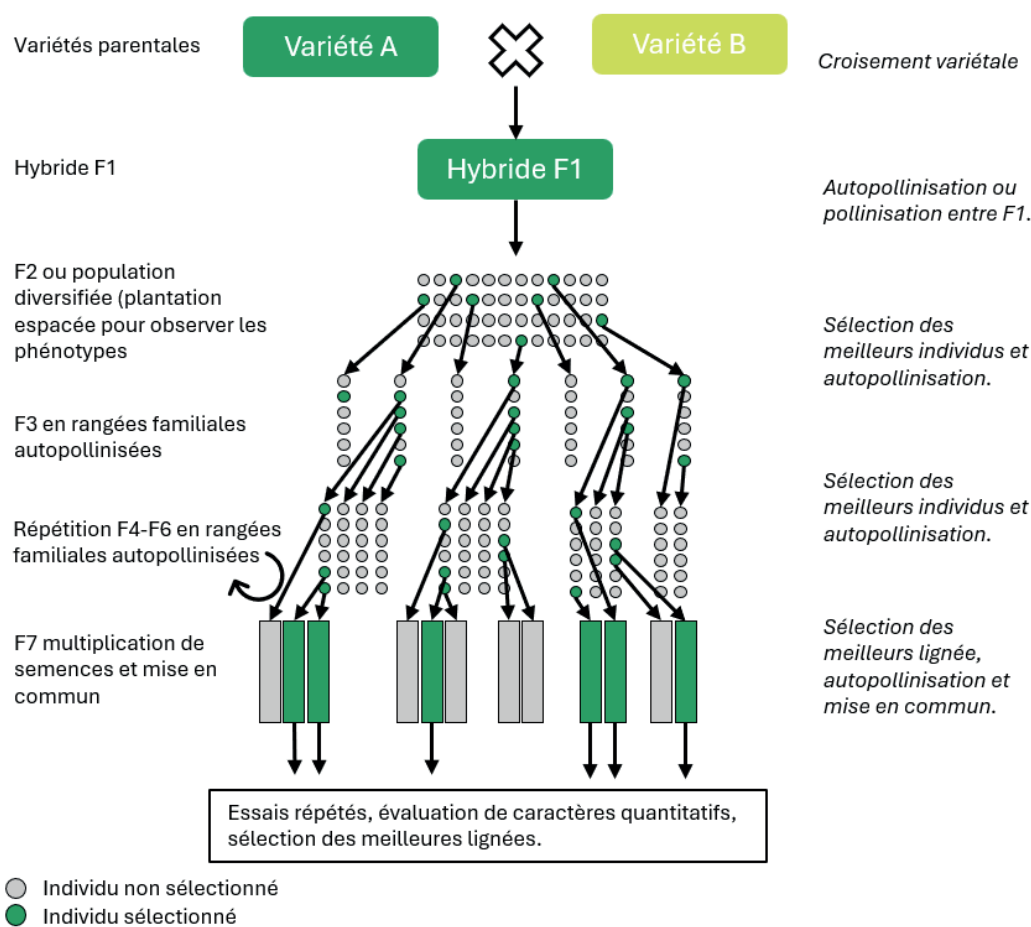 Variétés parentales
Variété A
Variété B
Croisement variétale
Hybride F1
Hybride F1
Autopollinisation ou
pollinisation entre F1.
F2 ou population
diversifiée (plantation
espacée pour observer les
phénotypes
Sélection des
meilleurs individus et
autopollinisation.
F3 en rangées familiales
autopollinisées
Sélection des
meilleurs individus et
autopollinisation.
Répétition F4-F6 en rangées
familiales autopollinisées
F7 multiplication de
semences et mise en
commun
Sélection des
meilleurs lignée,
autopollinisation et
mise en commun.
Essais répétés, évaluation de caractères quantitatifs,
sélection des meilleures lignées.
Individu non sélectionné
Individu sélectionné